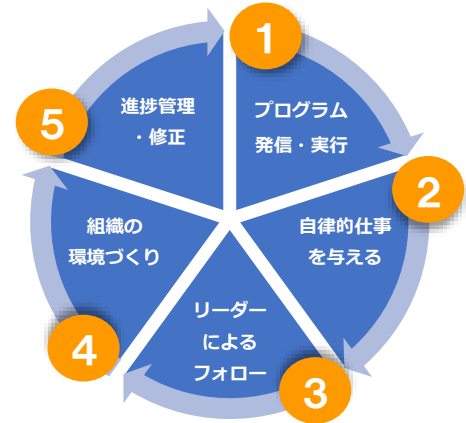 1
プログラム
発信・実行
2
自律的仕事
を与える
3
リーダー
による
フォロー
4
組織の
環境づくり
5
進捗管理
・修正